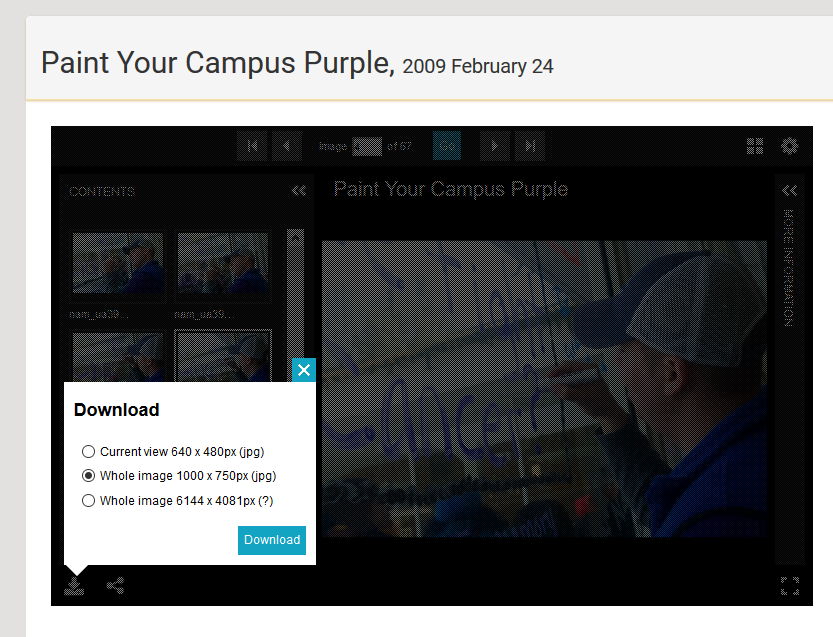 Paint Your Campus Purple, 2009 February 24
Image of 67 Go
CONTENTS
Paint Your Campus Purple
MORE INFORMATION
nam_ua39... nam_ua39...
Cancer?
Download
Current view 640 x 480px (jpg)
Whole image 1000 x 750px (jpg)
Whole image 6144 x 4081px (?)
Download